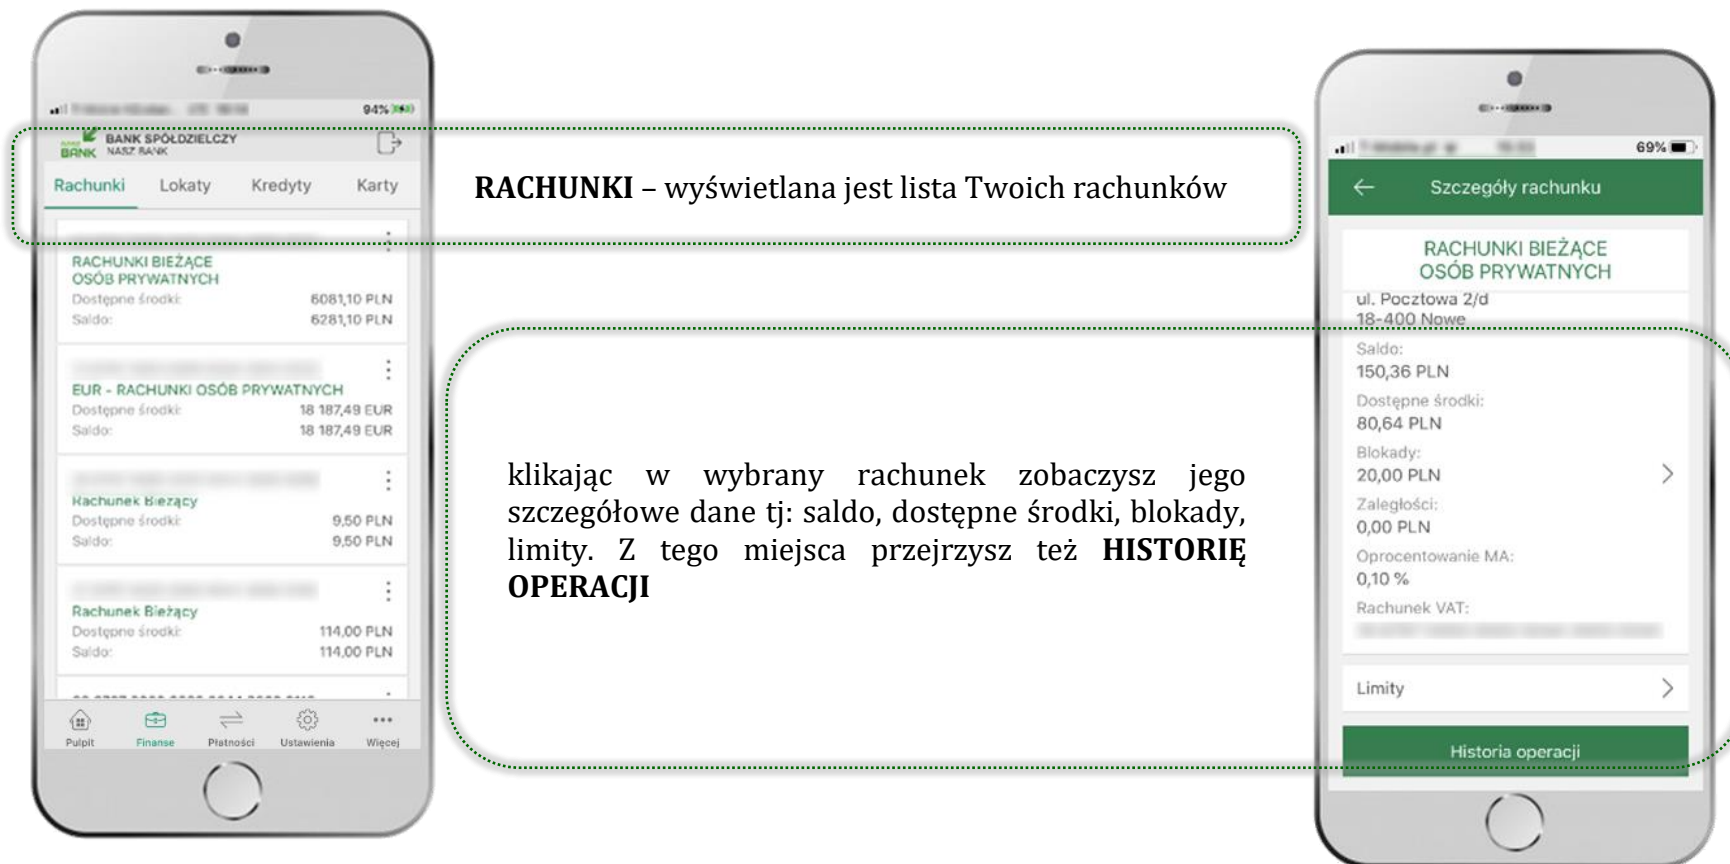 94%
BANK SPÓŁDZIELCZY
BANK NASZ BANK
Rachunki Lokaty Kredyty Karty
RACHUNKI BIEŻĄCE
OSÓB PRYWATNYCH
Dostępne środki: 6081,10 PLN
Saldo: 6281,10 PLN
EUR - RACHUNKI OSÓB PRYWATNYCH
Dostępne środki: 18 187,49 EUR
Saldo: 18 187,49 EUR
Rachunek Bieżący
Dostępne środki: 9,50 PLN
Saldo: 9,50 PLN
Rachunek Bieżący
Dostępne środki: 114,00 PLN
Saldo: 114,00 PLN
Pulpit Finanse Płatności Ustawienia Więcej
RACHUNKI – wyświetlana jest lista Twoich rachunków
klikając w wybrany rachunek zobaczysz jego
szczegółowe dane tj: saldo, dostępne środki, blokady,
limity. Z tego miejsca przejrzysz też HISTORIĘ
OPERACJI
69%
Szczegóły rachunku
RACHUNKI BIEŻĄCE
OSÓB PRYWATNYCH
ul. Pocztowa 2/d
18-400 Nowe
Saldo:
150,36 PLN
Dostępne środki:
80,64 PLN
Blokady:
20,00 PLN
Zaległości:
0,00 PLN
Oprocentowanie MA:
0,10 %
Rachunek VAT:
Limity
Historia operacji